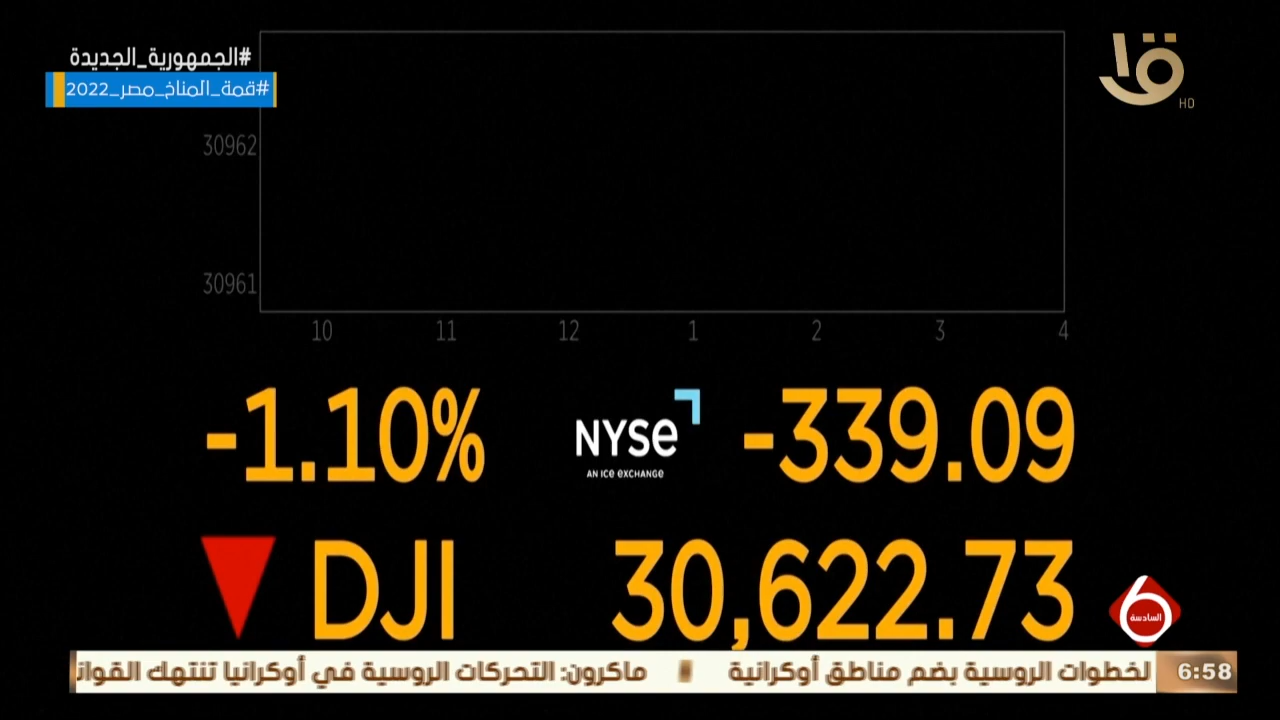 #الجمهورية_الجديدة
#قمة_المناخ_مصر_2022
HD
30962
30961
10 11 12 1 2 3 4
-1.10% NYSE -339.09
AN ICE EXCHANGE
DJI 30,622.73
السادسة
لخطوات الروسية بضم مناطق أوكرانية ماكرون: التحركات الروسية في أوكرانيا تنتهك
6:58